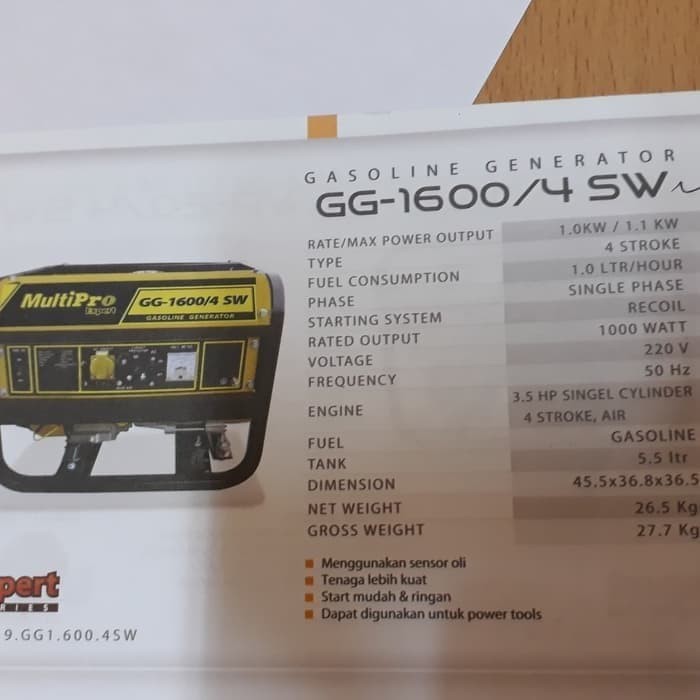 GASOLINE GENERATOR
GG-1600/4 SW
RATE/MAX POWER OUTPUT 1.0KW / 1.1 KW
TYPE 4 STROKE
FUEL CONSUMPTION 1.0 LTR/HOUR
PHASE SINGLE PHASE
STARTING SYSTEM RECOIL
RATED OUTPUT 1000 WATT
VOLTAGE 220 V
FREQUENCY 50 Hz
ENGINE 3.5 HP SINGEL CYLINDER
4 STROKE, AIR
FUEL GASOLINE
TANK 5.5 ltr
DIMENSION 45.5x36.8x36.5
NET WEIGHT 26.5 Kg
GROSS WEIGHT 27.7 Kg
Menggunakan sensor oli
Tenaga lebih kuat
Start mudah & ringan
Dapat digunakan untuk power tools
MultiPro
Expert
GG-1600/4 SW
GASOLINE GENERATOR
pert
RIES
9.GG1.600.4SW